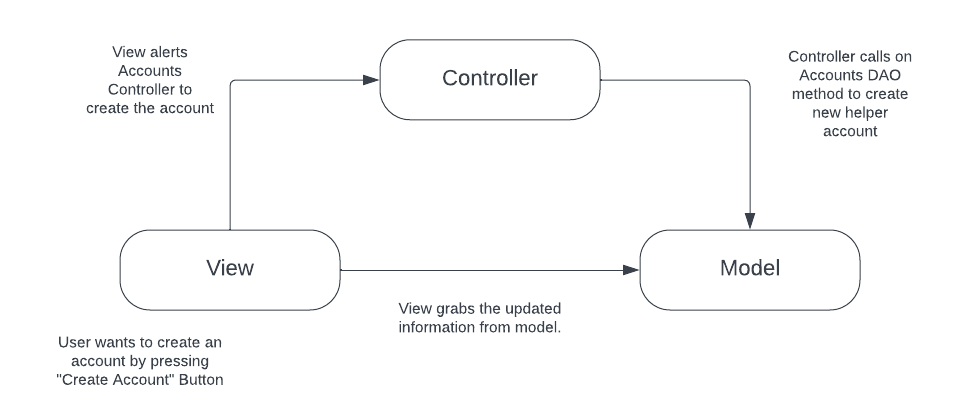 View alerts
Accounts
Controller to
create the account
Controller
Controller calls on
Accounts DAO
method to create
new helper
account
View
Model
View grabs the updated
information from model.
User wants to create an
account by pressing
"Create Account" Button